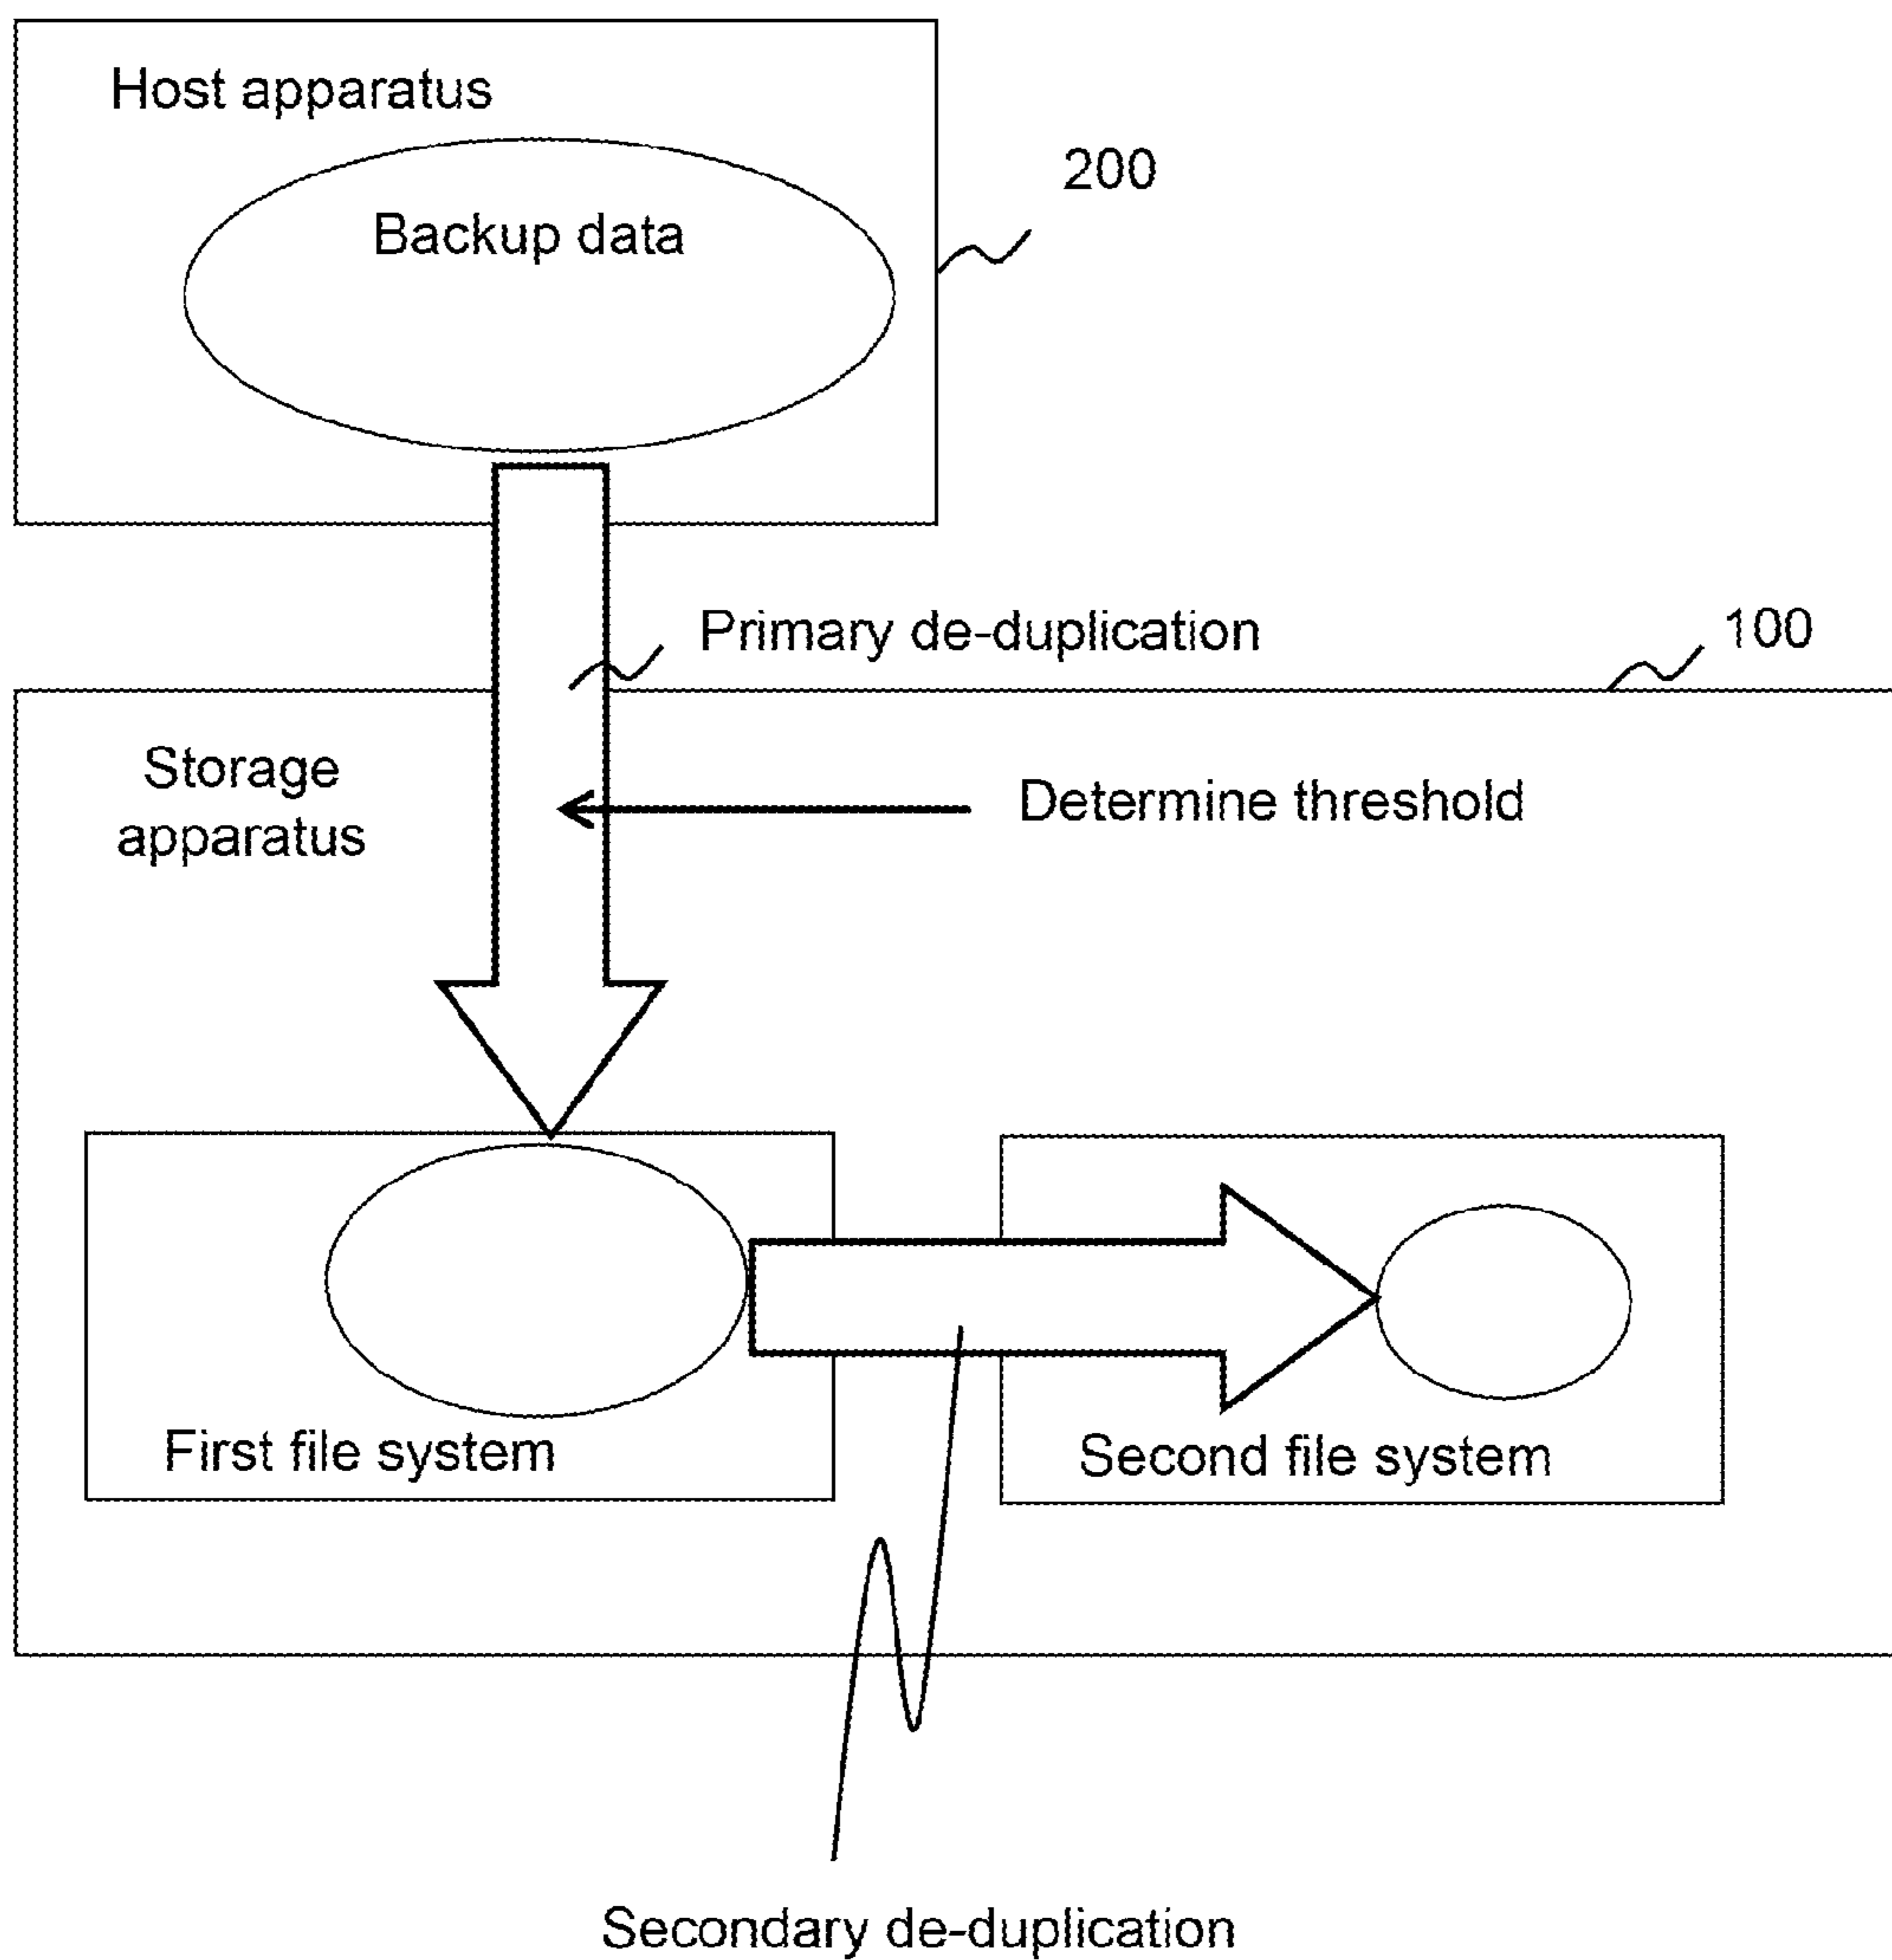 Host apparatus
200
Backup data
Primary de-duplication
100
Storage
apparatus
Determine threshold
First file system
Second file system
Secondary de-duplication